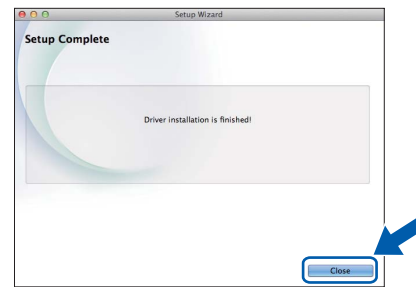 Setup Wizard
Setup Complete
Driver installation is finished!
Close